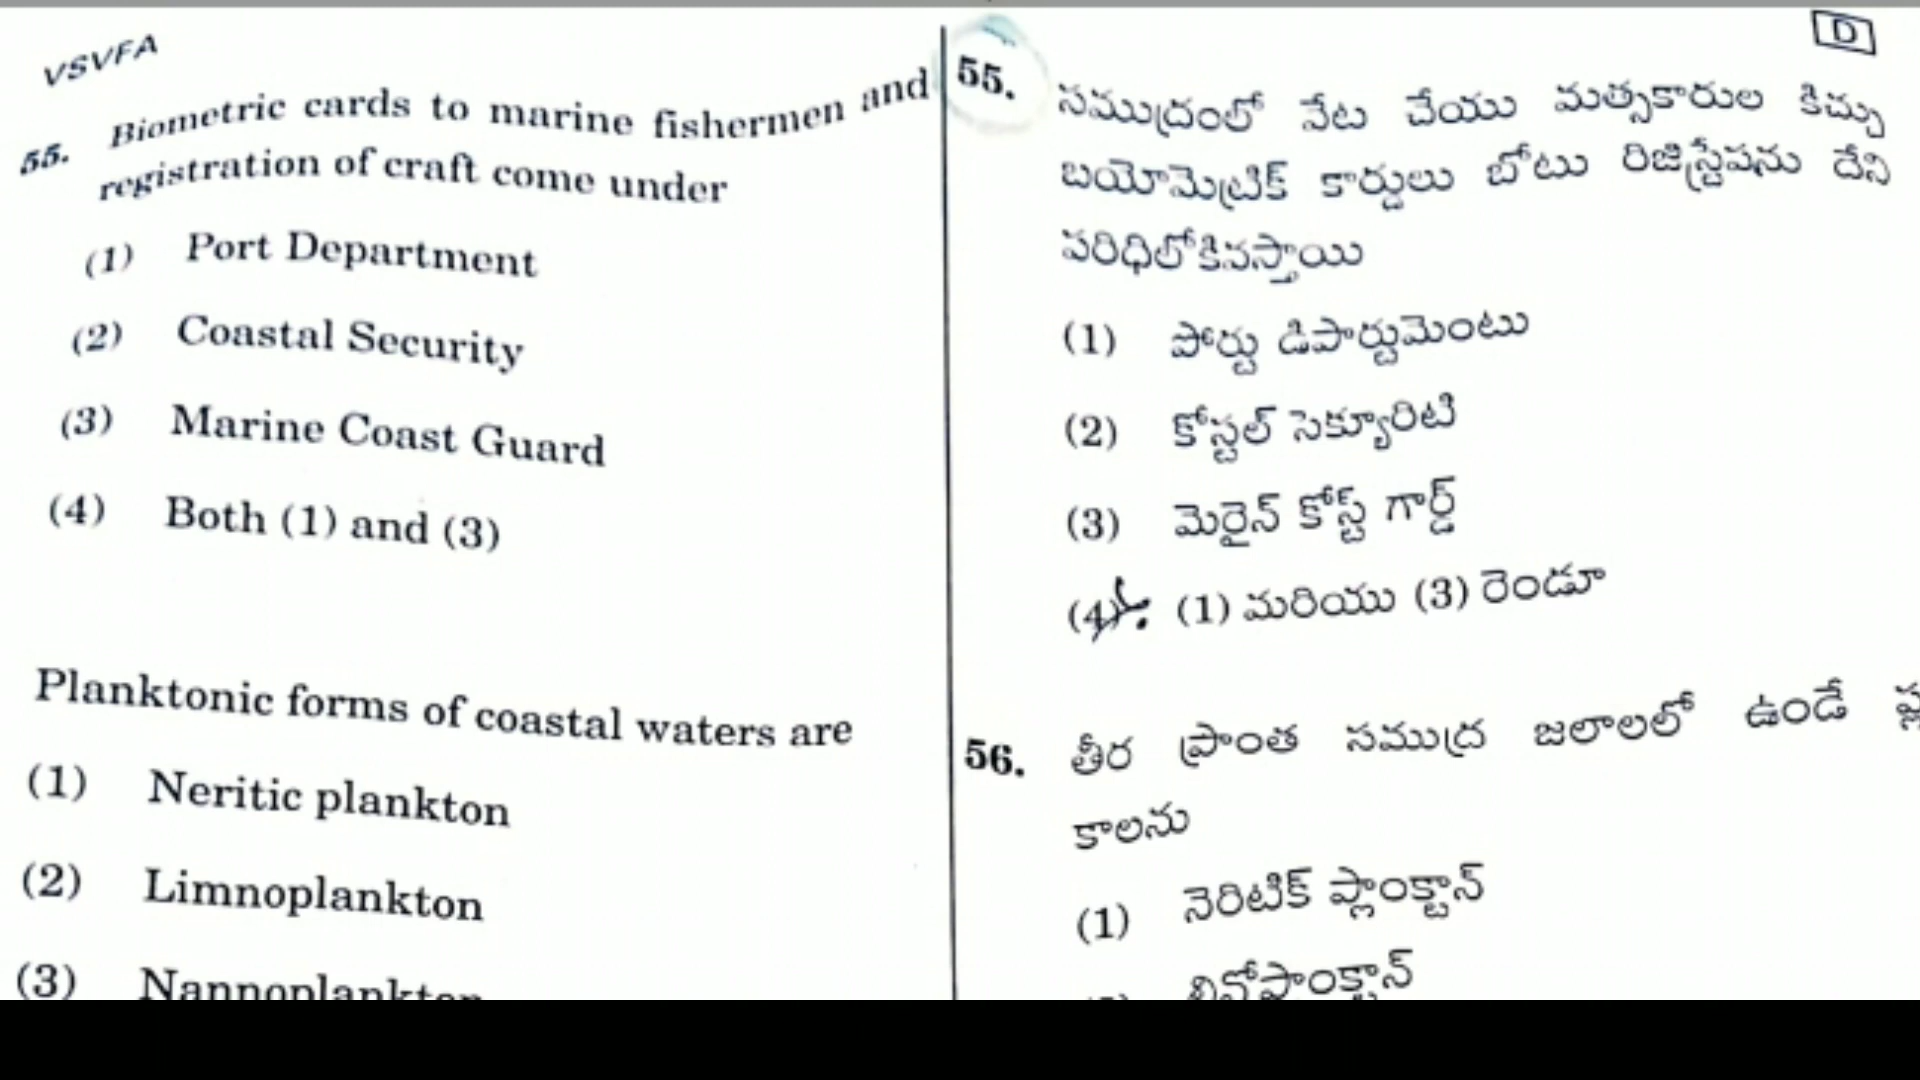 VSVFA
55. Biometric cards to marine fishermen and
registration of craft come under
(1) Port Department
(2) Coastal Security
(3) Marine Coast Guard
(4) Both (1) and (3)
Planktonic forms of coastal waters are
(1) Neritic plankton
(2) Limnoplankton
(3) Nannoplankton
D
55. సముద్రంలో వేట చేయు మత్సకారుల కిచ్చు
బయోమెట్రిక్ కార్డులు బోటు రిజిస్ట్రేషను దేని
పరిధిలోకివస్తాయి
(1) పోర్టు డిపార్టుమెంటు
(2) కోస్టల్ సెక్యూరిటి
(3) మెరైన్ కోస్ట్ గార్డ్
(4) (1) మరియు (3) రెండూ
56. తీర ప్రాంత సముద్ర జలాలలో ఉండే
కాలను
(1) నెరిటిక్ ప్లాంక్టాన్